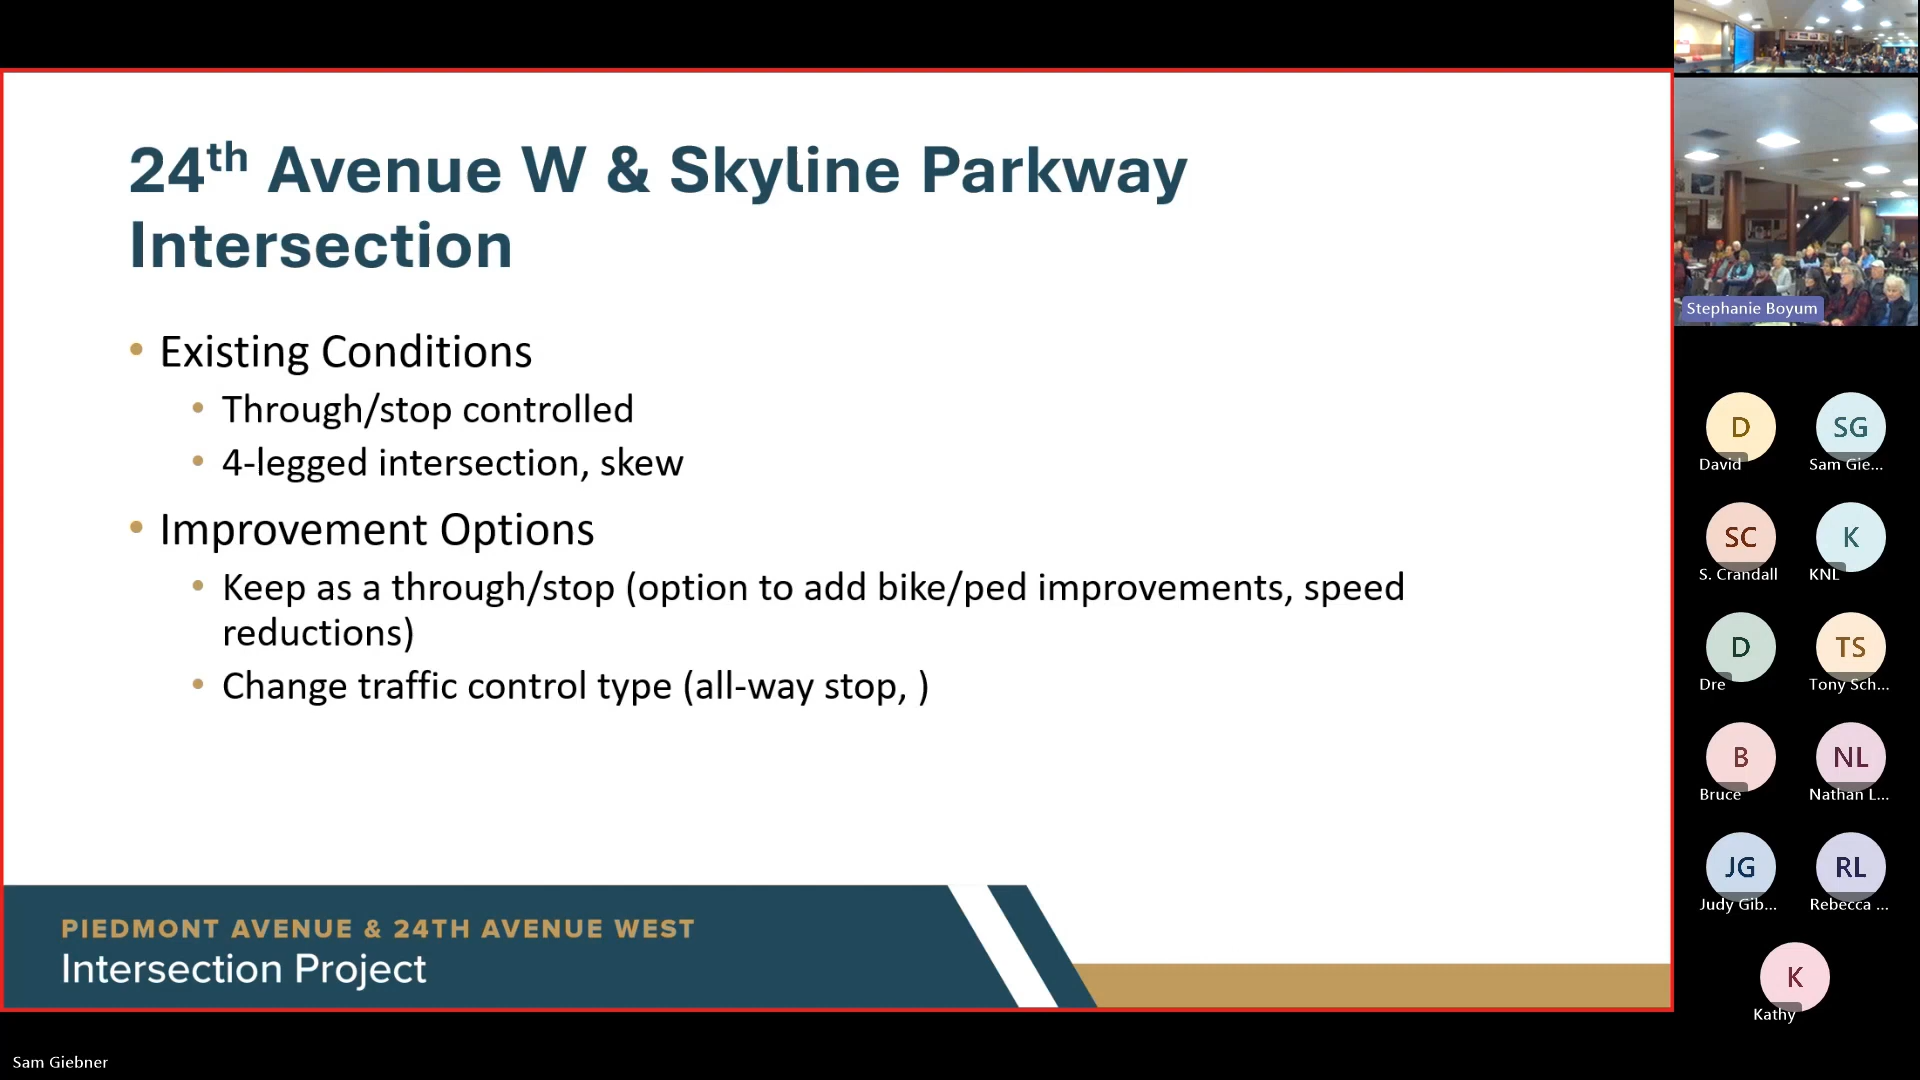 24th Avenue W & Skyline Parkway
Intersection
• Existing Conditions
• Through/stop controlled
• 4-legged intersection, skew
• Improvement Options
• Keep as a through/stop (option to add bike/ped improvements, speed
reductions)
• Change traffic control type (all-way stop, )
PIEDMONT AVENUE & 24TH AVENUE WEST
Intersection Project
Sam Giebner
Stephanie Boyum
D
David
SG
Sam Gie...
SC
S. Crandall
K
KNL
D
Dre
TS
Tony Sch...
B
Bruce
NL
Nathan L...
JG
Judy Gib...
RL
Rebecca ...
K
Kathy